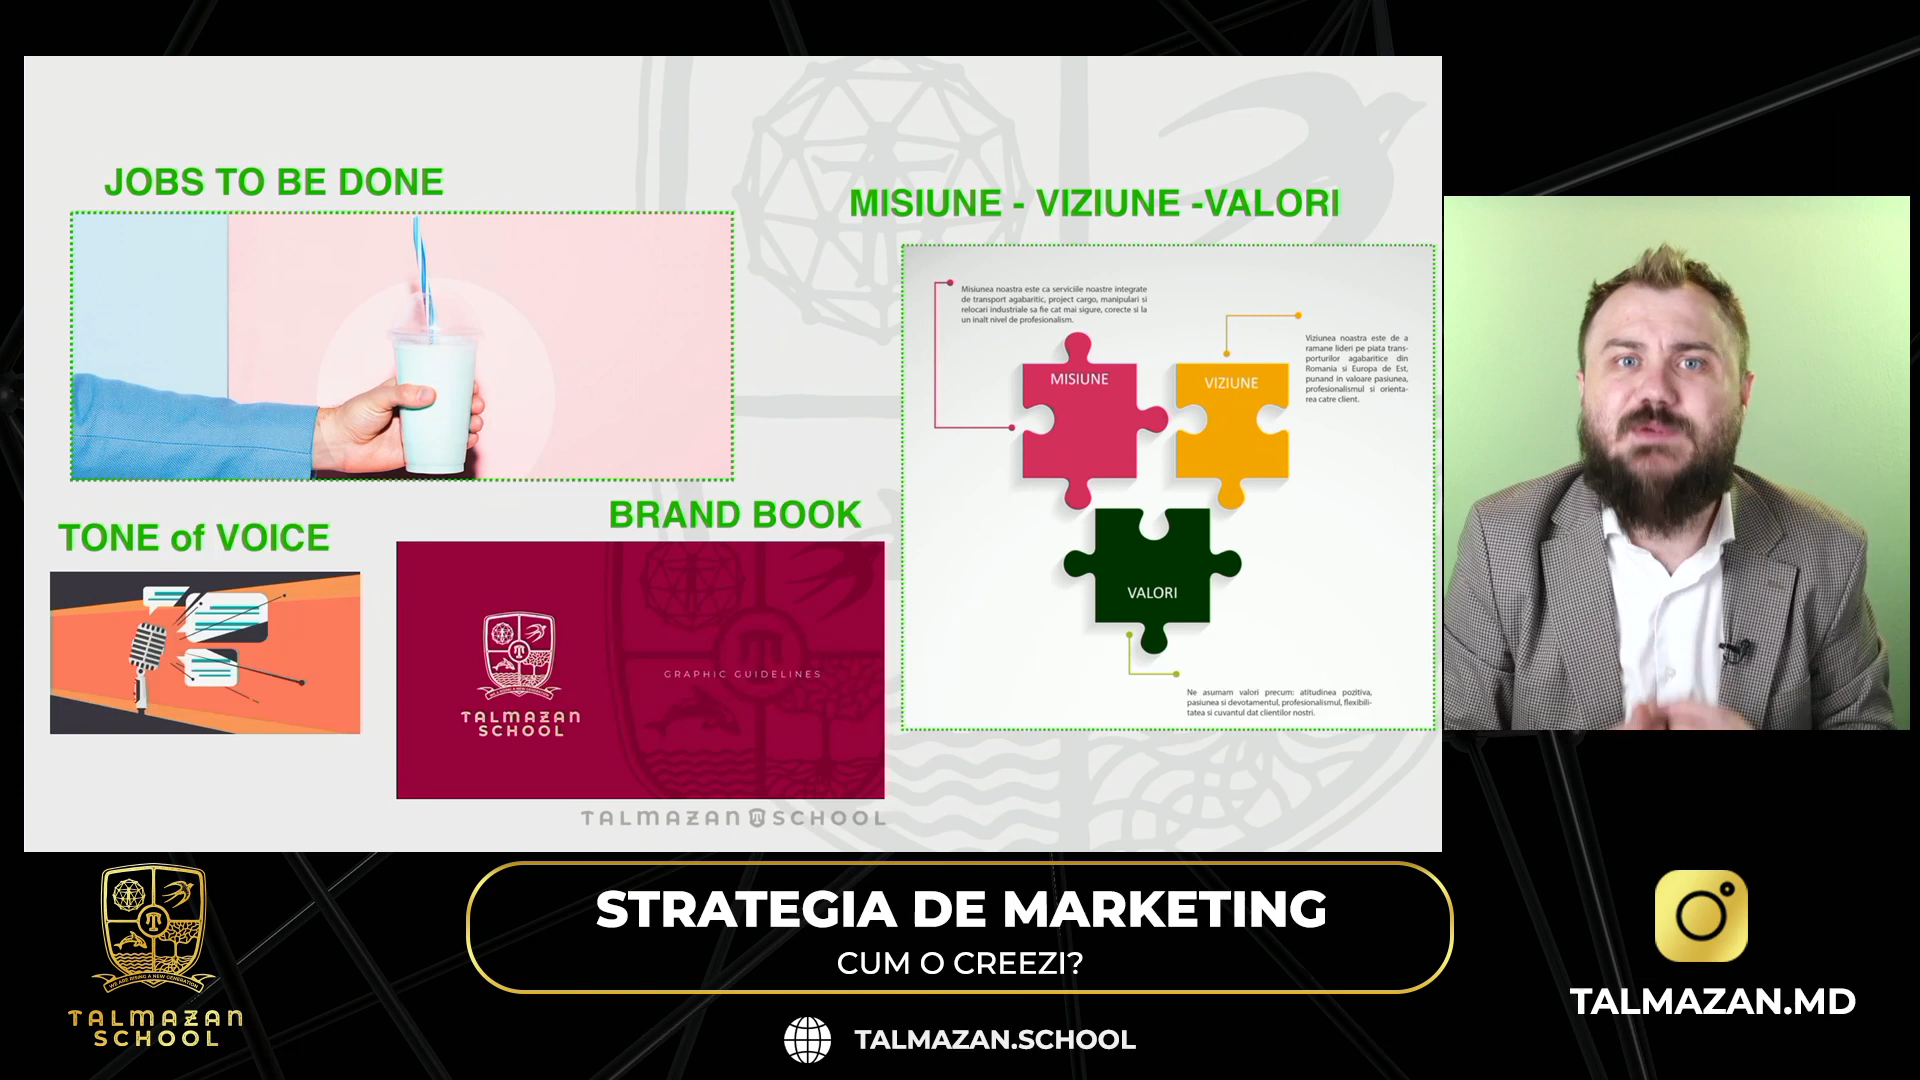 JOBS TO BE DONE
MISIUNE - VIZIUNE -VALORI
Misiunea noastra este ca serviciile noastre integrate
de transport agabaritic, project cargo, manipulari si
relocari industriale sa fie cat mai sigure, corecte si la
un inalt nivel de profesionalism.
Viziunea noastra este de a
ramane lideri pe piata trans-
porturilor agabaritice din
Romania si Europa de Est,
punand in valoare pasiunea,
profesionalismul si orienta-
rea catre client.
MISIUNE
VIZIUNE
VALORI
Ne asumam valori precum: atitudinea pozitiva,
pasiunea si devotamentul, profesionalismul, flexibili-
tatea si cuvantul dat clientilor nostri.
TONE of VOICE
BRAND BOOK
TALMAZAN
SCHOOL
GRAPHIC GUIDELINES
TALMAZAN SCHOOL
STRATEGIA DE MARKETING
CUM O CREEZI?
WE ARE RISING A NEW GENERATION
TALMAZAN
SCHOOL
TALMAZAN.SCHOOL
TALMAZAN.MD